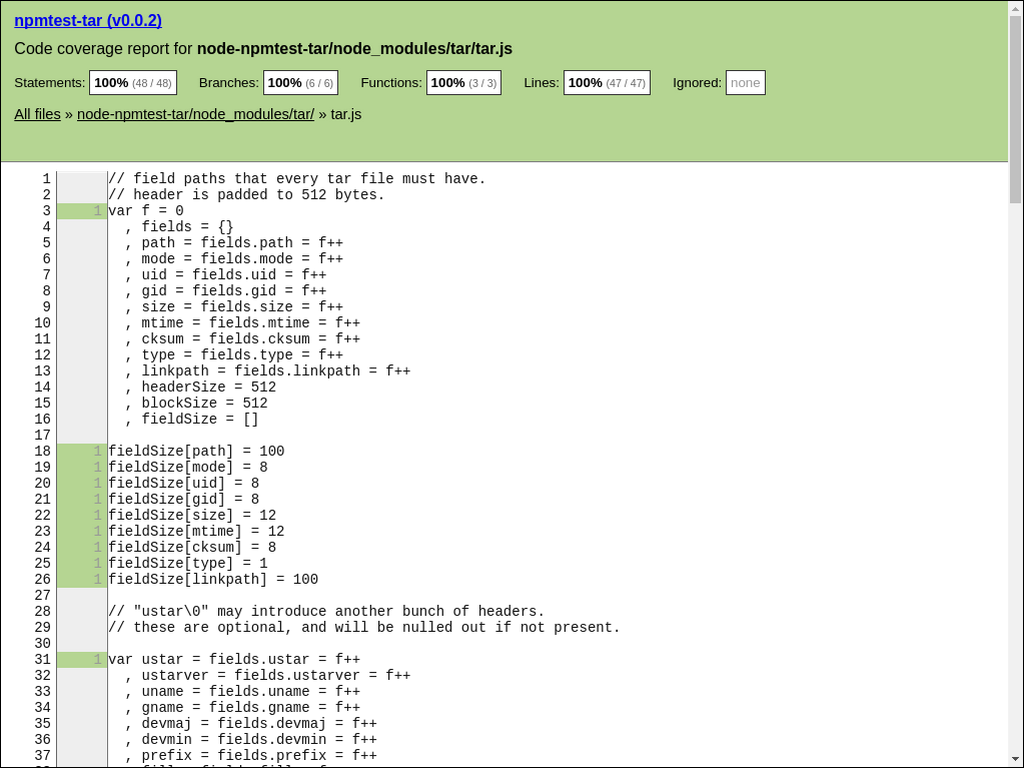 npmtest-tar (v0.0.2)
Code coverage report for node-npmtest-tar/node_modules/tar/tar.js
Statements: 100% (48 / 48) Branches: 100% (6 / 6) Functions: 100% (3 / 3) Lines: 100% (47 / 47) Ignored: none
All files » node-npmtest-tar/node_modules/tar/ » tar.js
1 // field paths that every tar file must have.
2 // header is padded to 512 bytes.
3 1 var f = 0
4 , fields = {}
5 , path = fields.path = f++
6 , mode = fields.mode = f++
7 , uid = fields.uid = f++
8 , gid = fields.gid = f++
9 , size = fields.size = f++
10 , mtime = fields.mtime = f++
11 , cksum = fields.cksum = f++
12 , type = fields.type = f++
13 , linkpath = fields.linkpath = f++
14 , headerSize = 512
15 , blockSize = 512
16 , fieldSize = []
17
18 1 fieldSize[path] = 100
19 1 fieldSize[mode] = 8
20 1 fieldSize[uid] = 8
21 1 fieldSize[gid] = 8
22 1 fieldSize[size] = 12
23 1 fieldSize[mtime] = 12
24 1 fieldSize[cksum] = 8
25 1 fieldSize[type] = 1
26 1 fieldSize[linkpath] = 100
27
28 // "ustar\0" may introduce another bunch of headers.
29 // these are optional, and will be nulled out if not present.
30
31 1 var ustar = fields.ustar = f++
32 , ustarver = fields.ustarver = f++
33 , uname = fields.uname = f++
34 , gname = fields.gname = f++
35 , devmaj = fields.devmaj = f++
36 , devmin = fields.devmin = f++
37 , prefix = fields.prefix = f++